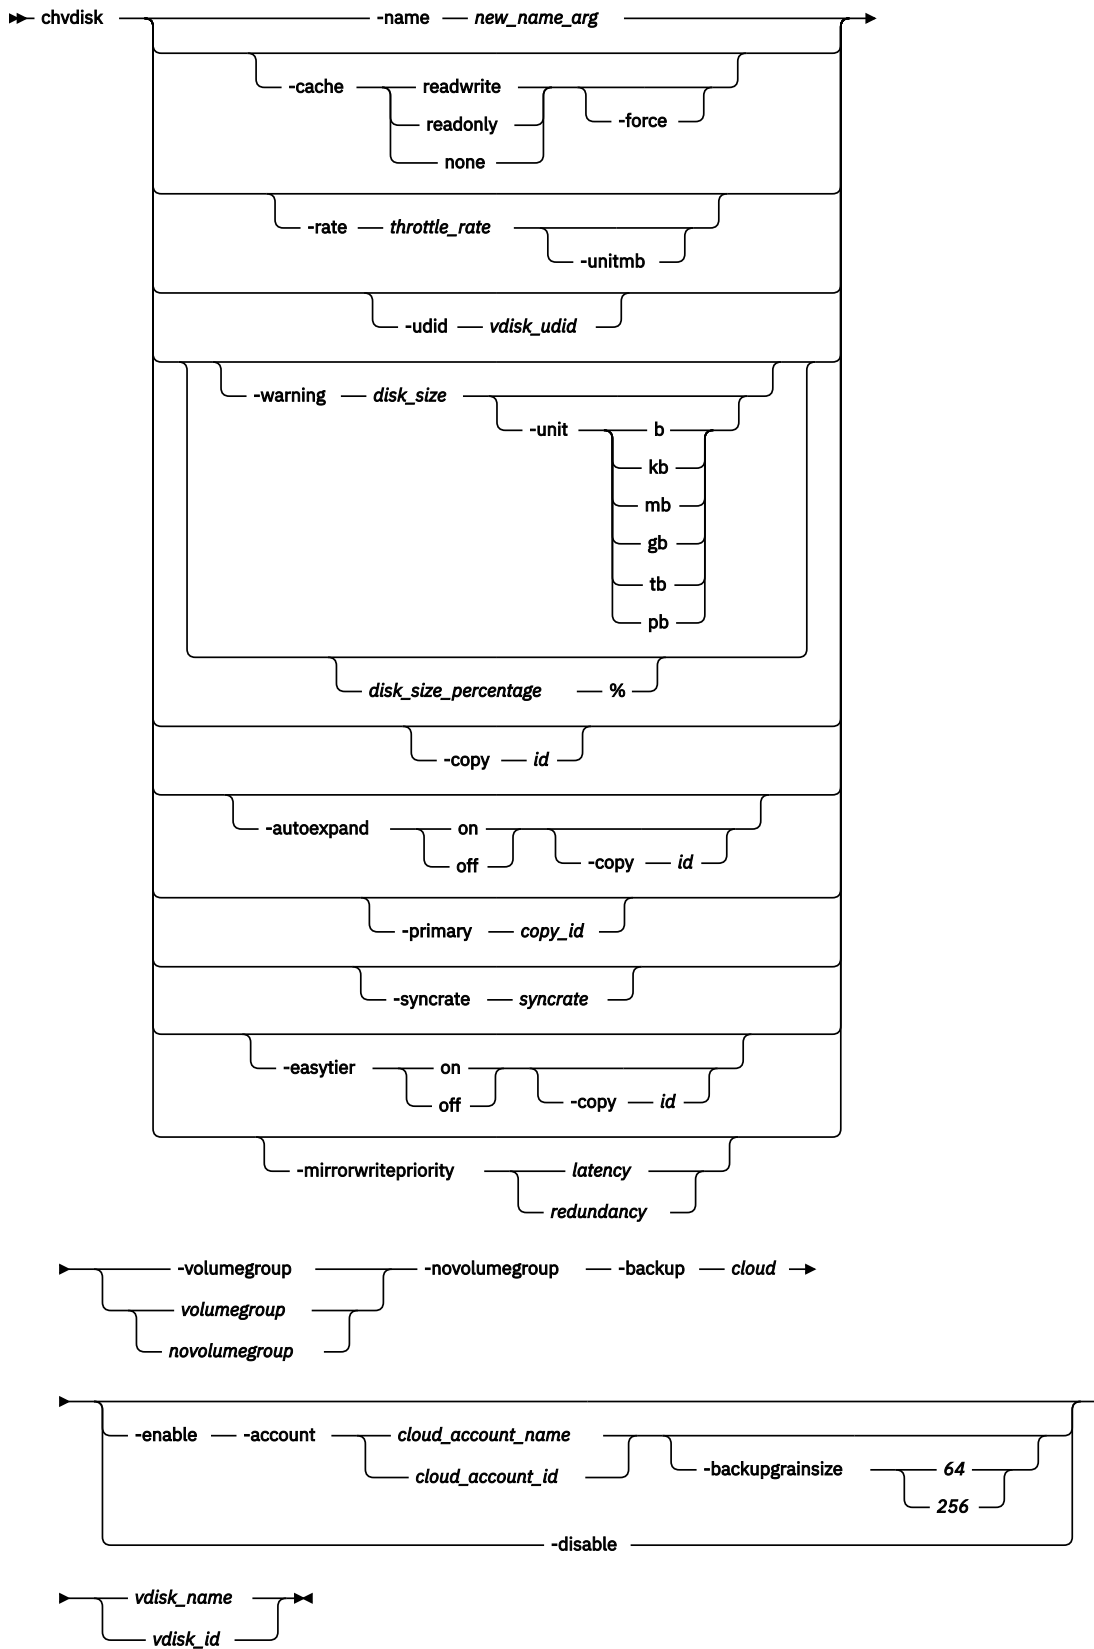 chvdisk -name new_name_arg
-cache readwrite
readonly -force
none
-rate throttle_rate
-unitmb
-udid vdisk_udid
-warning disk_size
-unit b
kb
mb
gb
tb
pb
disk_size_percentage %
-copy id
-autoexpand on
off -copy id
-primary copy_id
-syncrate syncrate
-easytier on
off -copy id
-mirrorwritepriority latency
redundancy
-volumegroup -novolumegroup -backup cloud
volumegroup
novolumegroup
-enable -account cloud_account_name
cloud_account_id -backupgrainsize 64
256
-disable
vdisk_name
vdisk_id